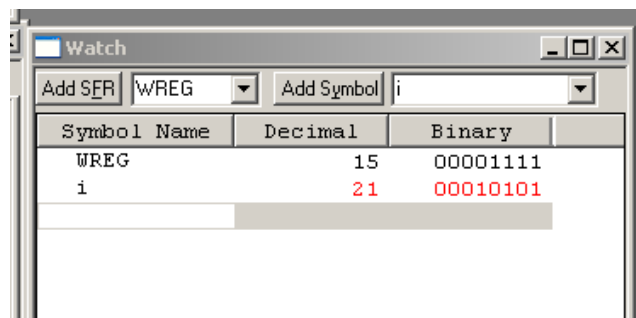 Watch
Add SFR WREG Add Symbol i
Symbol Name Decimal Binary
WREG 15 00001111
i 21 00010101